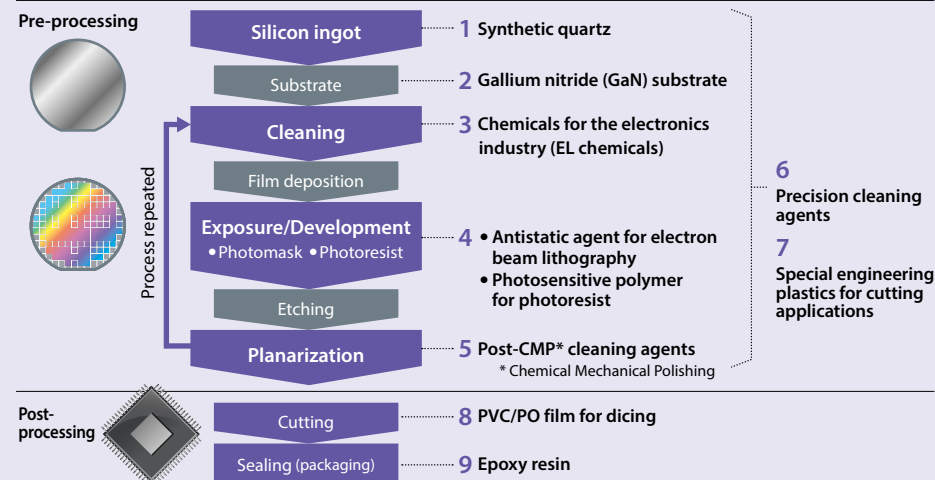 Pre-processing
Silicon ingot
1 Synthetic quartz
Substrate
2 Gallium nitride (GaN) substrate
Cleaning
3 Chemicals for the electronics
industry (EL chemicals)
Film deposition
Exposure/Development
• Photomask • Photoresist
4 • Antistatic agent for electron
beam lithography
• Photosensitive polymer
for photoresist
Etching
Planarization
5 Post-CMP* cleaning agents
* Chemical Mechanical Polishing
Process repeated
6
Precision cleaning
agents
7
Special engineering
plastics for cutting
applications
Post-
processing
Cutting
8 PVC/PO film for dicing
Sealing (packaging)
9 Epoxy resin